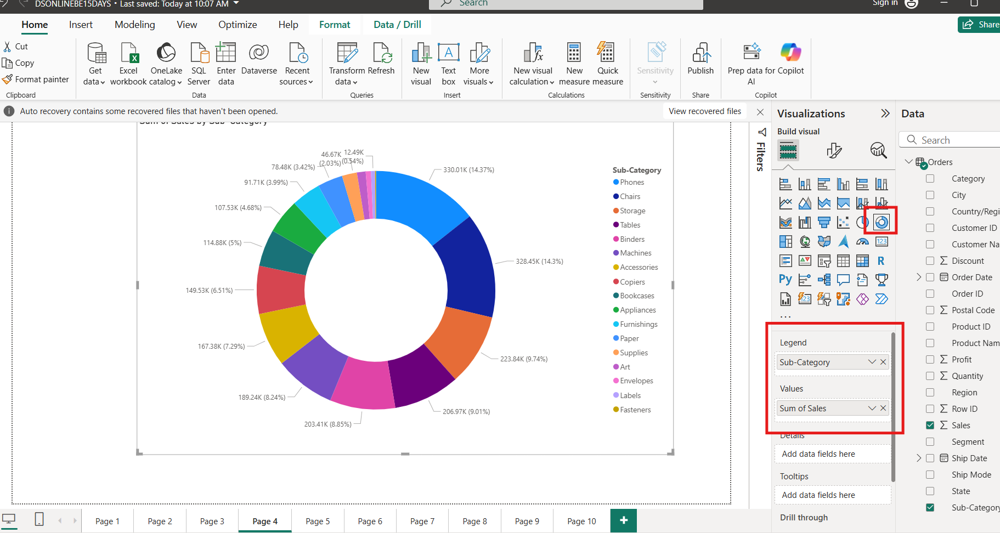 DSONLINEBE15DAYS • Last saved: Today at 10:07 AM
Search
Sign in
Home Insert Modeling View Optimize Help Format Data / Drill
Share
Cut
Copy
Format painter
Clipboard
Get data
Excel workbook
OneLake catalog
SQL Server
Enter data
Dataverse
Recent sources
Data
Transform data
Refresh
Queries
New visual
Text box
More visuals
Insert
New visual calculation
New measure
Quick measure
Calculations
Sensitivity
Sensitivity
Publish
Share
Prep data for AI
Copilot
Copilot
Auto recovery contains some recovered files that haven't been opened.
View recovered files
Sum of Sales by Sub-Category
12.49K (0.54%)
46.67K (2.03%)
78.48K (3.42%)
91.71K (3.99%)
107.53K (4.68%)
114.88K (5%)
149.53K (6.51%)
167.38K (7.29%)
189.24K (8.24%)
203.41K (8.85%)
206.97K (9.01%)
223.84K (9.74%)
328.45K (14.3%)
330.01K (14.37%)
Sub-Category
Phones
Chairs
Storage
Tables
Binders
Machines
Accessories
Copiers
Bookcases
Appliances
Furnishings
Paper
Supplies
Art
Envelopes
Labels
Fasteners
Filters
Visualizations
Build visual
123
R
Py
123
Legend
Sub-Category
Values
Sum of Sales
Details
Add data fields here
Tooltips
Add data fields here
Drill through
Data
Search
Orders
Category
City
Country/Regi
Customer ID
Customer Na
Discount
Order Date
Order ID
Postal Code
Product ID
Product Nam
Profit
Quantity
Region
Row ID
Sales
Segment
Ship Date
Ship Mode
State
Sub-Category
Page 1
Page 2
Page 3
Page 4
Page 5
Page 6
Page 7
Page 8
Page 9
Page 10